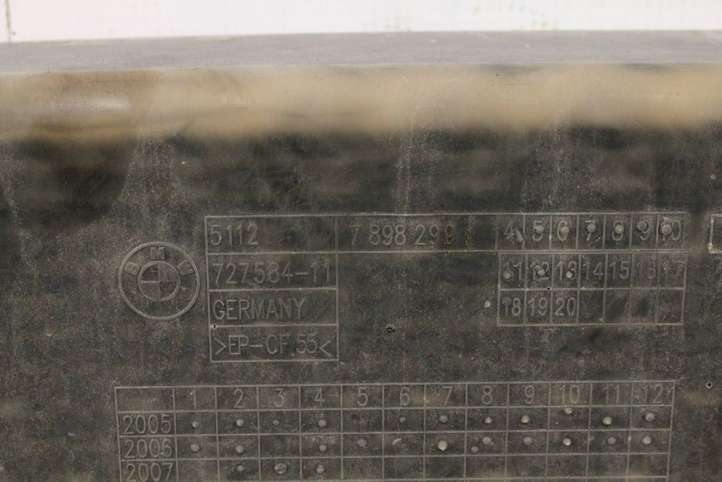 BMW
5112 7 898 299 4 5 6 7 8 9 10
727584-11 11 12 13 14 15 16 17
GERMANY 18 19 20
>EP-CF 55<
2 3 4 5 6 7 8 9 10 11 12
2005
2006
2007